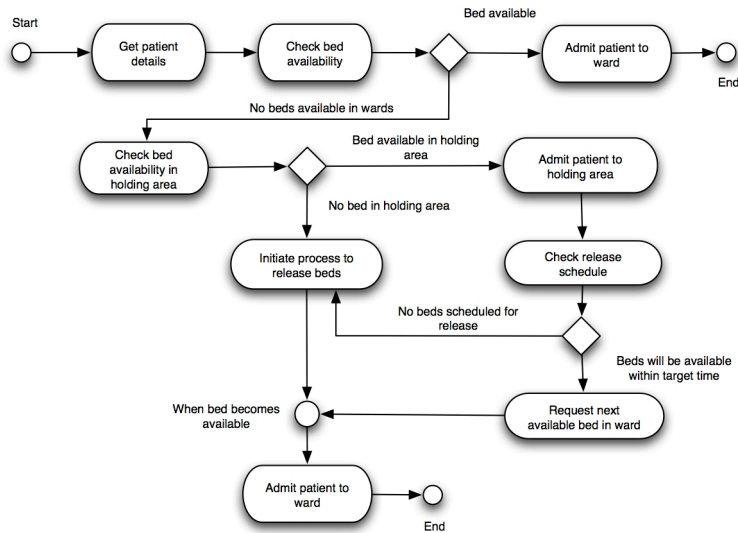 Start
Bed available
Get patient
details
Check bed
availability
Admit patient to
ward
End
No beds available in wards
Check bed
availability in
holding area
Bed available in holding
area
Admit patient to
holding area
No bed in holding area
Initiate process to
release beds
Check release
schedule
No beds scheduled for
release
Beds will be available
within target time
When bed becomes
available
Request next
available bed in ward
Admit patient to
ward
End